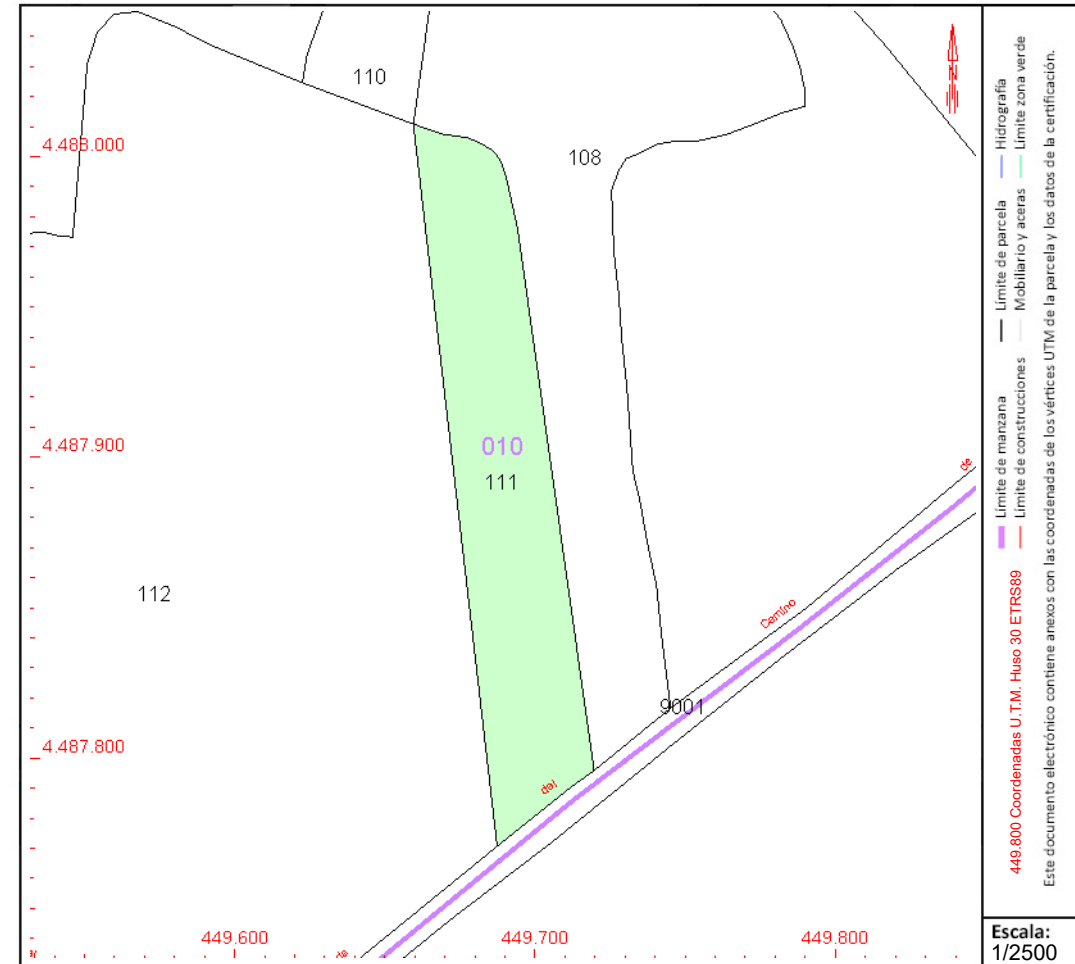 110
4.488.000
108
4.487.900
010
111
112
de
Camino
9001
4.487.800
del
de
449.600
449.700
449.800
N
Hidrografía
Límite zona verde
Límite de parcela
Mobiliario y aceras
Límite de manzana
Límite de construcciones
449.800 Coordenadas U.T.M. Huso 30 ETRS89
Este documento electrónico contiene anexos con las coordenadas de los vértices UTM de la parcela y los datos de la certificación.
Escala:
1/2500